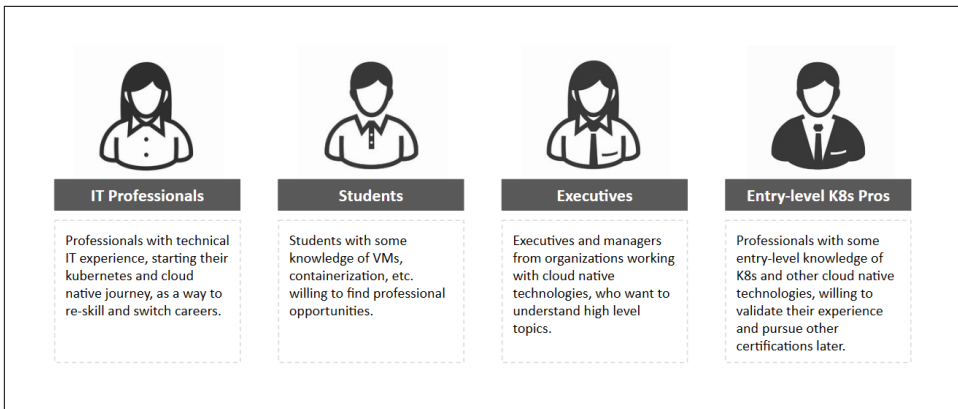 IT Professionals
Professionals with technical
IT experience, starting their
kubernetes and cloud
native journey, as a way to
re-skill and switch careers.
Students
Students with some
knowledge of VMs,
containerization, etc.
willing to find professional
opportunities.
Executives
Executives and managers
from organizations working
with cloud native
technologies, who want to
understand high level
topics.
Entry-level K8s Pros
Professionals with some
entry-level knowledge of
K8s and other cloud native
technologies, willing to
validate their experience
and pursue other
certifications later.